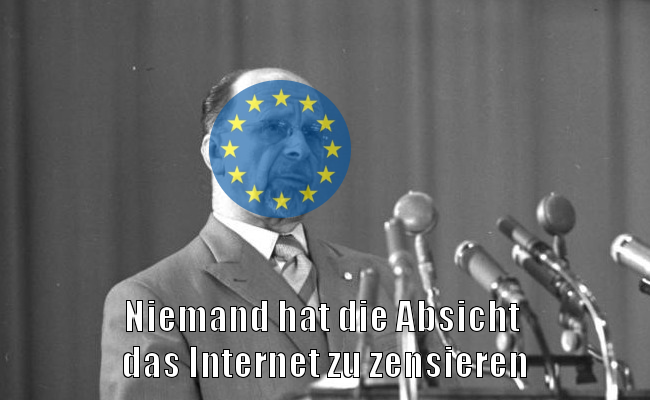 Niemand hat die Absicht
das Internet zu zensieren